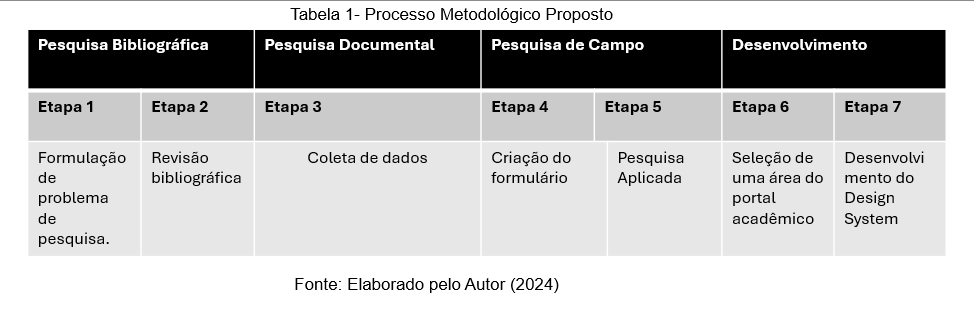 Tabela 1- Processo Metodológico Proposto
Pesquisa Bibliográfica Pesquisa Documental Pesquisa de Campo Desenvolvimento
Etapa 1 Etapa 2 Etapa 3 Etapa 4 Etapa 5 Etapa 6 Etapa 7
Formulação
de
problema
de
pesquisa.
Revisão
bibliográfica
Coleta de dados
Criação do
formulário
Pesquisa
Aplicada
Seleção de
uma área do
portal
acadêmico
Desenvolvi
mento do
Design
System
Fonte: Elaborado pelo Autor (2024)